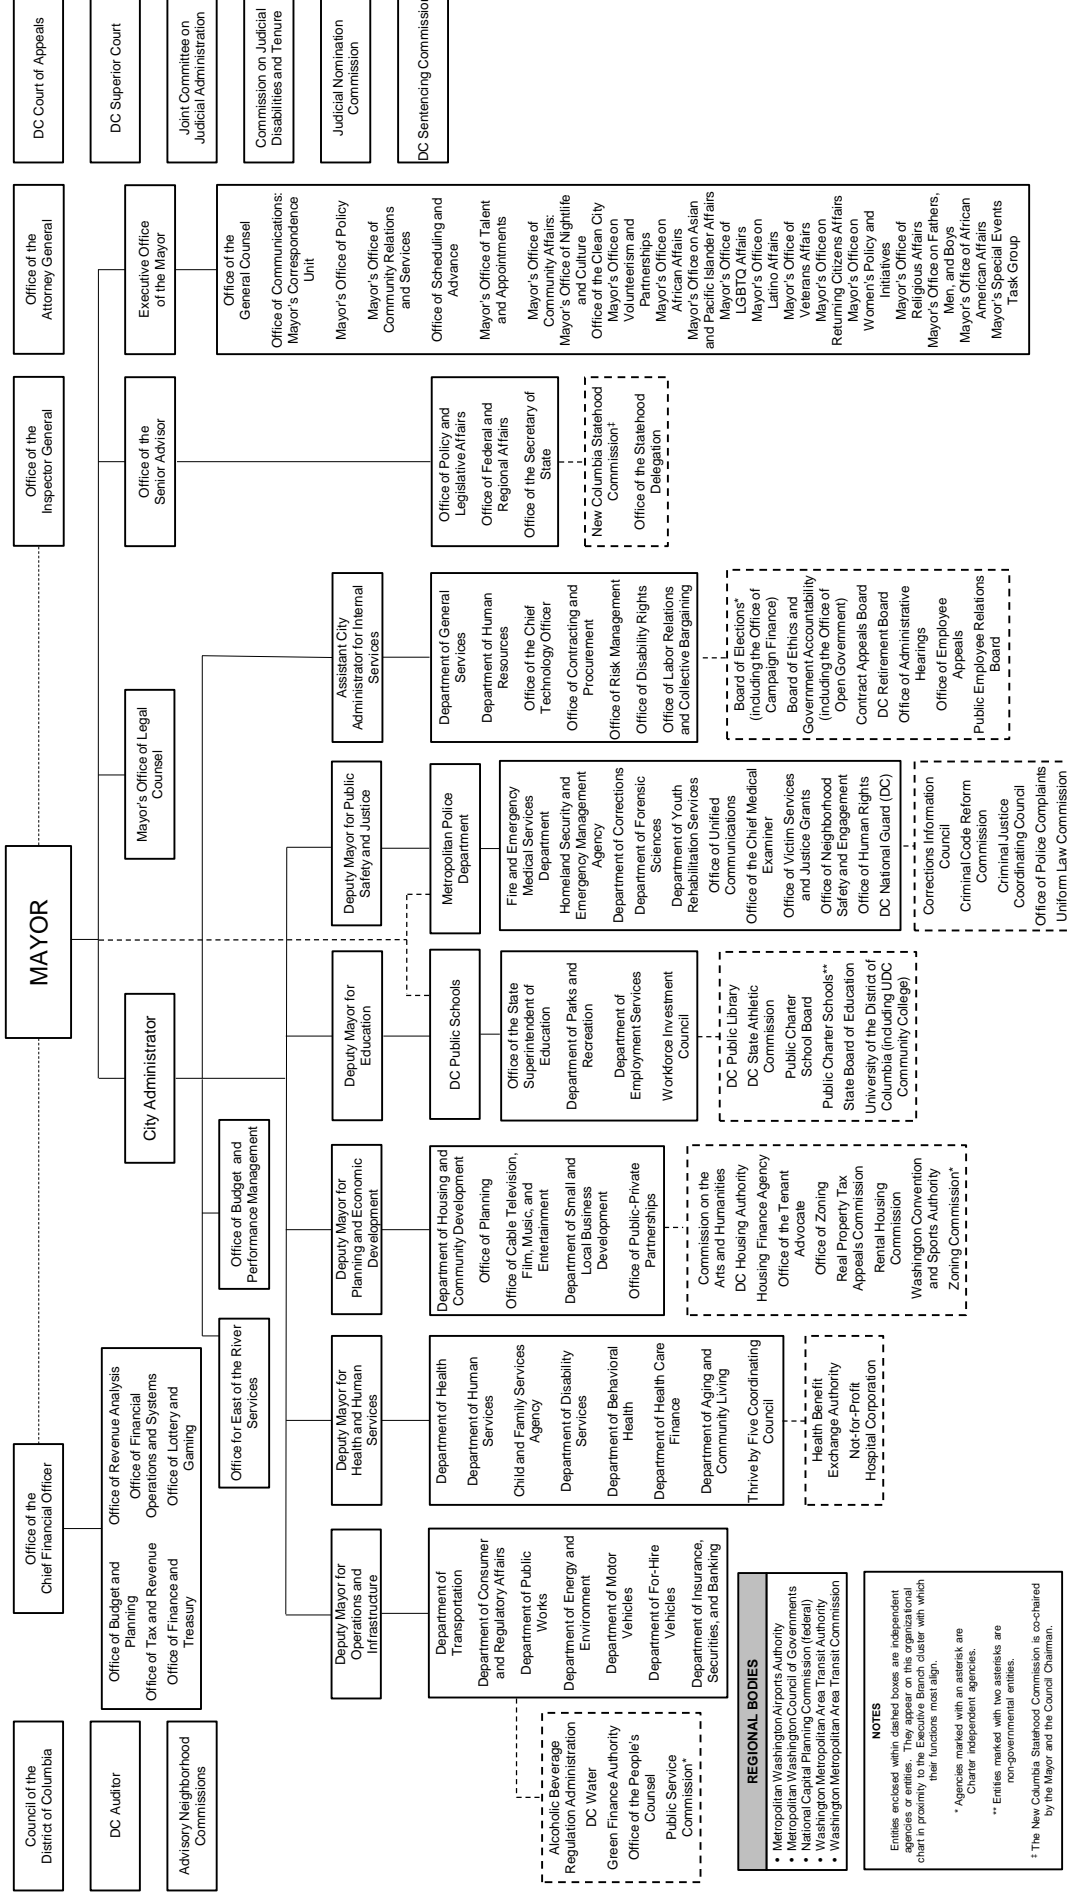 Council of the
District of Columbia
DC Auditor
Advisory Neighborhood
Commissions
Office of the
Chief Financial Officer
Office of Budget and
Planning
Office of Tax and Revenue
Office of Finance and
Treasury
Office of Revenue Analysis
Office of Financial
Operations and Systems
Office of Lottery and
Gaming
MAYOR
Office of the
Inspector General
Office of the
Attorney General
DC Court of Appeals
DC Superior Court
Joint Committee on
Judicial Administration
Commission on Judicial
Disabilities and Tenure
Judicial Nomination
Commission
DC Sentencing Commission
City Administrator
Mayor's Office of Legal
Counsel
Office of the
Senior Advisor
Executive Office
of the Mayor
Office for East of the River
Services
Office of Budget and
Performance Management
Deputy Mayor for
Operations and
Infrastructure
Department of
Transportation
Department of Consumer
and Regulatory Affairs
Department of Public
Works
Department of Energy and
Environment
Department of Motor
Vehicles
Department of For-Hire
Vehicles
Department of Insurance,
Securities, and Banking
Alcoholic Beverage
Regulation Administration
DC Water
Green Finance Authority
Office of the People's
Counsel
Public Service
Commission*
Deputy Mayor for
Health and Human
Services
Department of Health
Department of Human
Services
Child and Family Services
Agency
Department of Disability
Services
Department of Behavioral
Health
Department of Health Care
Finance
Department of Aging and
Community Living
Thrive by Five Coordinating
Council
Health Benefit
Exchange Authority
Not-for-Profit
Hospital Corporation
Deputy Mayor for
Planning and Economic
Development
Department of Housing and
Community Development
Office of Planning
Office of Cable Television,
Film, Music, and
Entertainment
Department of Small and
Local Business
Development
Office of Public-Private
Partnerships
Commission on the
Arts and Humanities
DC Housing Authority
Housing Finance Agency
Office of the Tenant
Advocate
Office of Zoning
Real Property Tax
Appeals Commission
Rental Housing
Commission
Washington Convention
and Sports Authority
Zoning Commission*
Deputy Mayor for
Education
DC Public Schools
Office of the State
Superintendent of
Education
Department of Parks and
Recreation
Department of
Employment Services
Workforce Investment
Council
DC Public Library
DC State Athletic
Commission
Public Charter
School Board
Public Charter Schools**
State Board of Education
University of the District of
Columbia (including UDC
Community College)
Deputy Mayor for Public
Safety and Justice
Metropolitan Police
Department
Fire and Emergency
Medical Services
Department
Homeland Security and
Emergency Management
Agency
Department of Corrections
Department of Forensic
Sciences
Department of Youth
Rehabilitation Services
Office of Unified
Communications
Office of the Chief Medical
Examiner
Office of Victim Services
and Justice Grants
Office of Neighborhood
Safety and Engagement
Office of Human Rights
DC National Guard (DC)
Corrections Information
Council
Criminal Code Reform
Commission
Criminal Justice
Coordinating Council
Office of Police Complaints
Uniform Law Commission
Assistant City
Administrator for Internal
Services
Department of General
Services
Department of Human
Resources
Office of the Chief
Technology Officer
Office of Contracting and
Procurement
Office of Risk Management
Office of Disability Rights
Office of Labor Relations
and Collective Bargaining
Board of Elections*
(including the Office of
Campaign Finance)
Board of Ethics and
Government Accountability
(including the Office of
Open Government)
Contract Appeals Board
DC Retirement Board
Office of Administrative
Hearings
Office of Employee
Appeals
Public Employee Relations
Board
Office of Policy and
Legislative Affairs
Office of Federal and
Regional Affairs
Office of the Secretary of
State
New Columbia Statehood
Commission‡
Office of the Statehood
Delegation
Office of the
General Counsel
Office of Communications:
Mayor's Correspondence
Unit
Mayor's Office of Policy
Mayor's Office of
Community Relations
and Services
Office of Scheduling and
Advance
Mayor's Office of Talent
and Appointments
Mayor's Office of
Community Affairs:
Mayor's Office of Nightlife
and Culture
Office of the Clean City
Mayor's Office on
Volunteerism and
Partnerships
Mayor's Office on
African Affairs
Mayor's Office on Asian
and Pacific Islander Affairs
Mayor's Office of
LGBTQ Affairs
Mayor's Office on
Latino Affairs
Mayor's Office of
Veterans Affairs
Mayor's Office on
Returning Citizens Affairs
Mayor's Office on
Women's Policy and
Initiatives
Mayor's Office of
Religious Affairs
Mayor's Office on Fathers,
Men, and Boys
Mayor's Office of African
American Affairs
Mayor's Special Events
Task Group
REGIONAL BODIES
• Metropolitan Washington Airports Authority
• Metropolitan Washington Council of Governments
• National Capital Planning Commission (federal)
• Washington Metropolitan Area Transit Authority
• Washington Metropolitan Area Transit Commission
NOTES
Entities enclosed within dashed boxes are independent
agencies or entities. They appear on this organizational
chart in proximity to the Executive Branch cluster with which
their functions most align.
* Agencies marked with an asterisk are
Charter independent agencies.
** Entities marked with two asterisks are
non-governmental entities.
‡ The New Columbia Statehood Commission is co-chaired
by the Mayor and the Council Chairman.